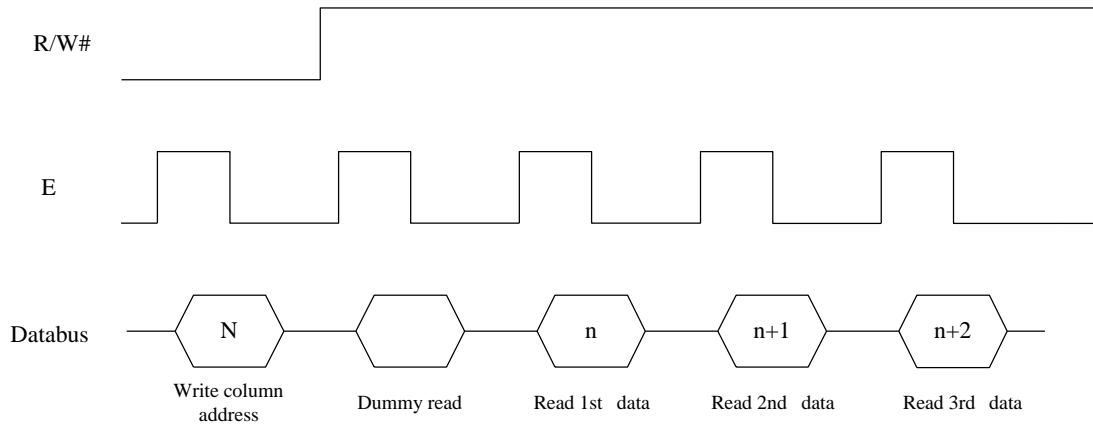 R/W#
E
Databus
N
n
n+1
n+2
Write column
address
Dummy read
Read 1st data
Read 2nd data
Read 3rd data